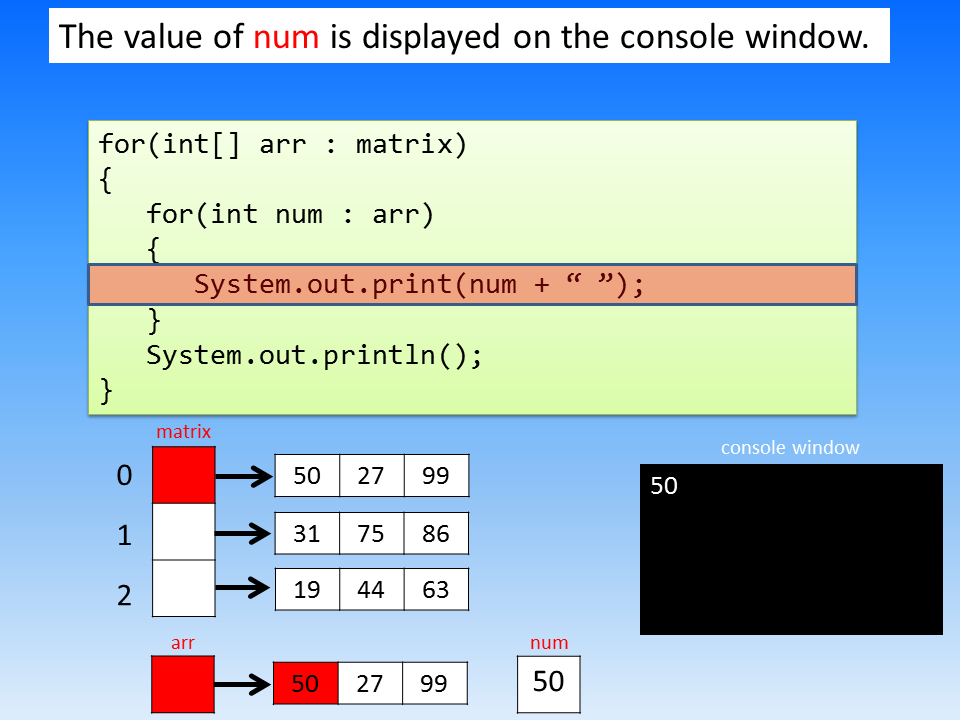 The value of num is displayed on the console window.
for(int[] arr : matrix)
{
   for(int num : arr)
   {
      System.out.print(num + “ ”);
   }
   System.out.println();
}
matrix
console window
0
50 27 99
50
1
31 75 86
2
19 44 63
arr
num
50 27 99
50